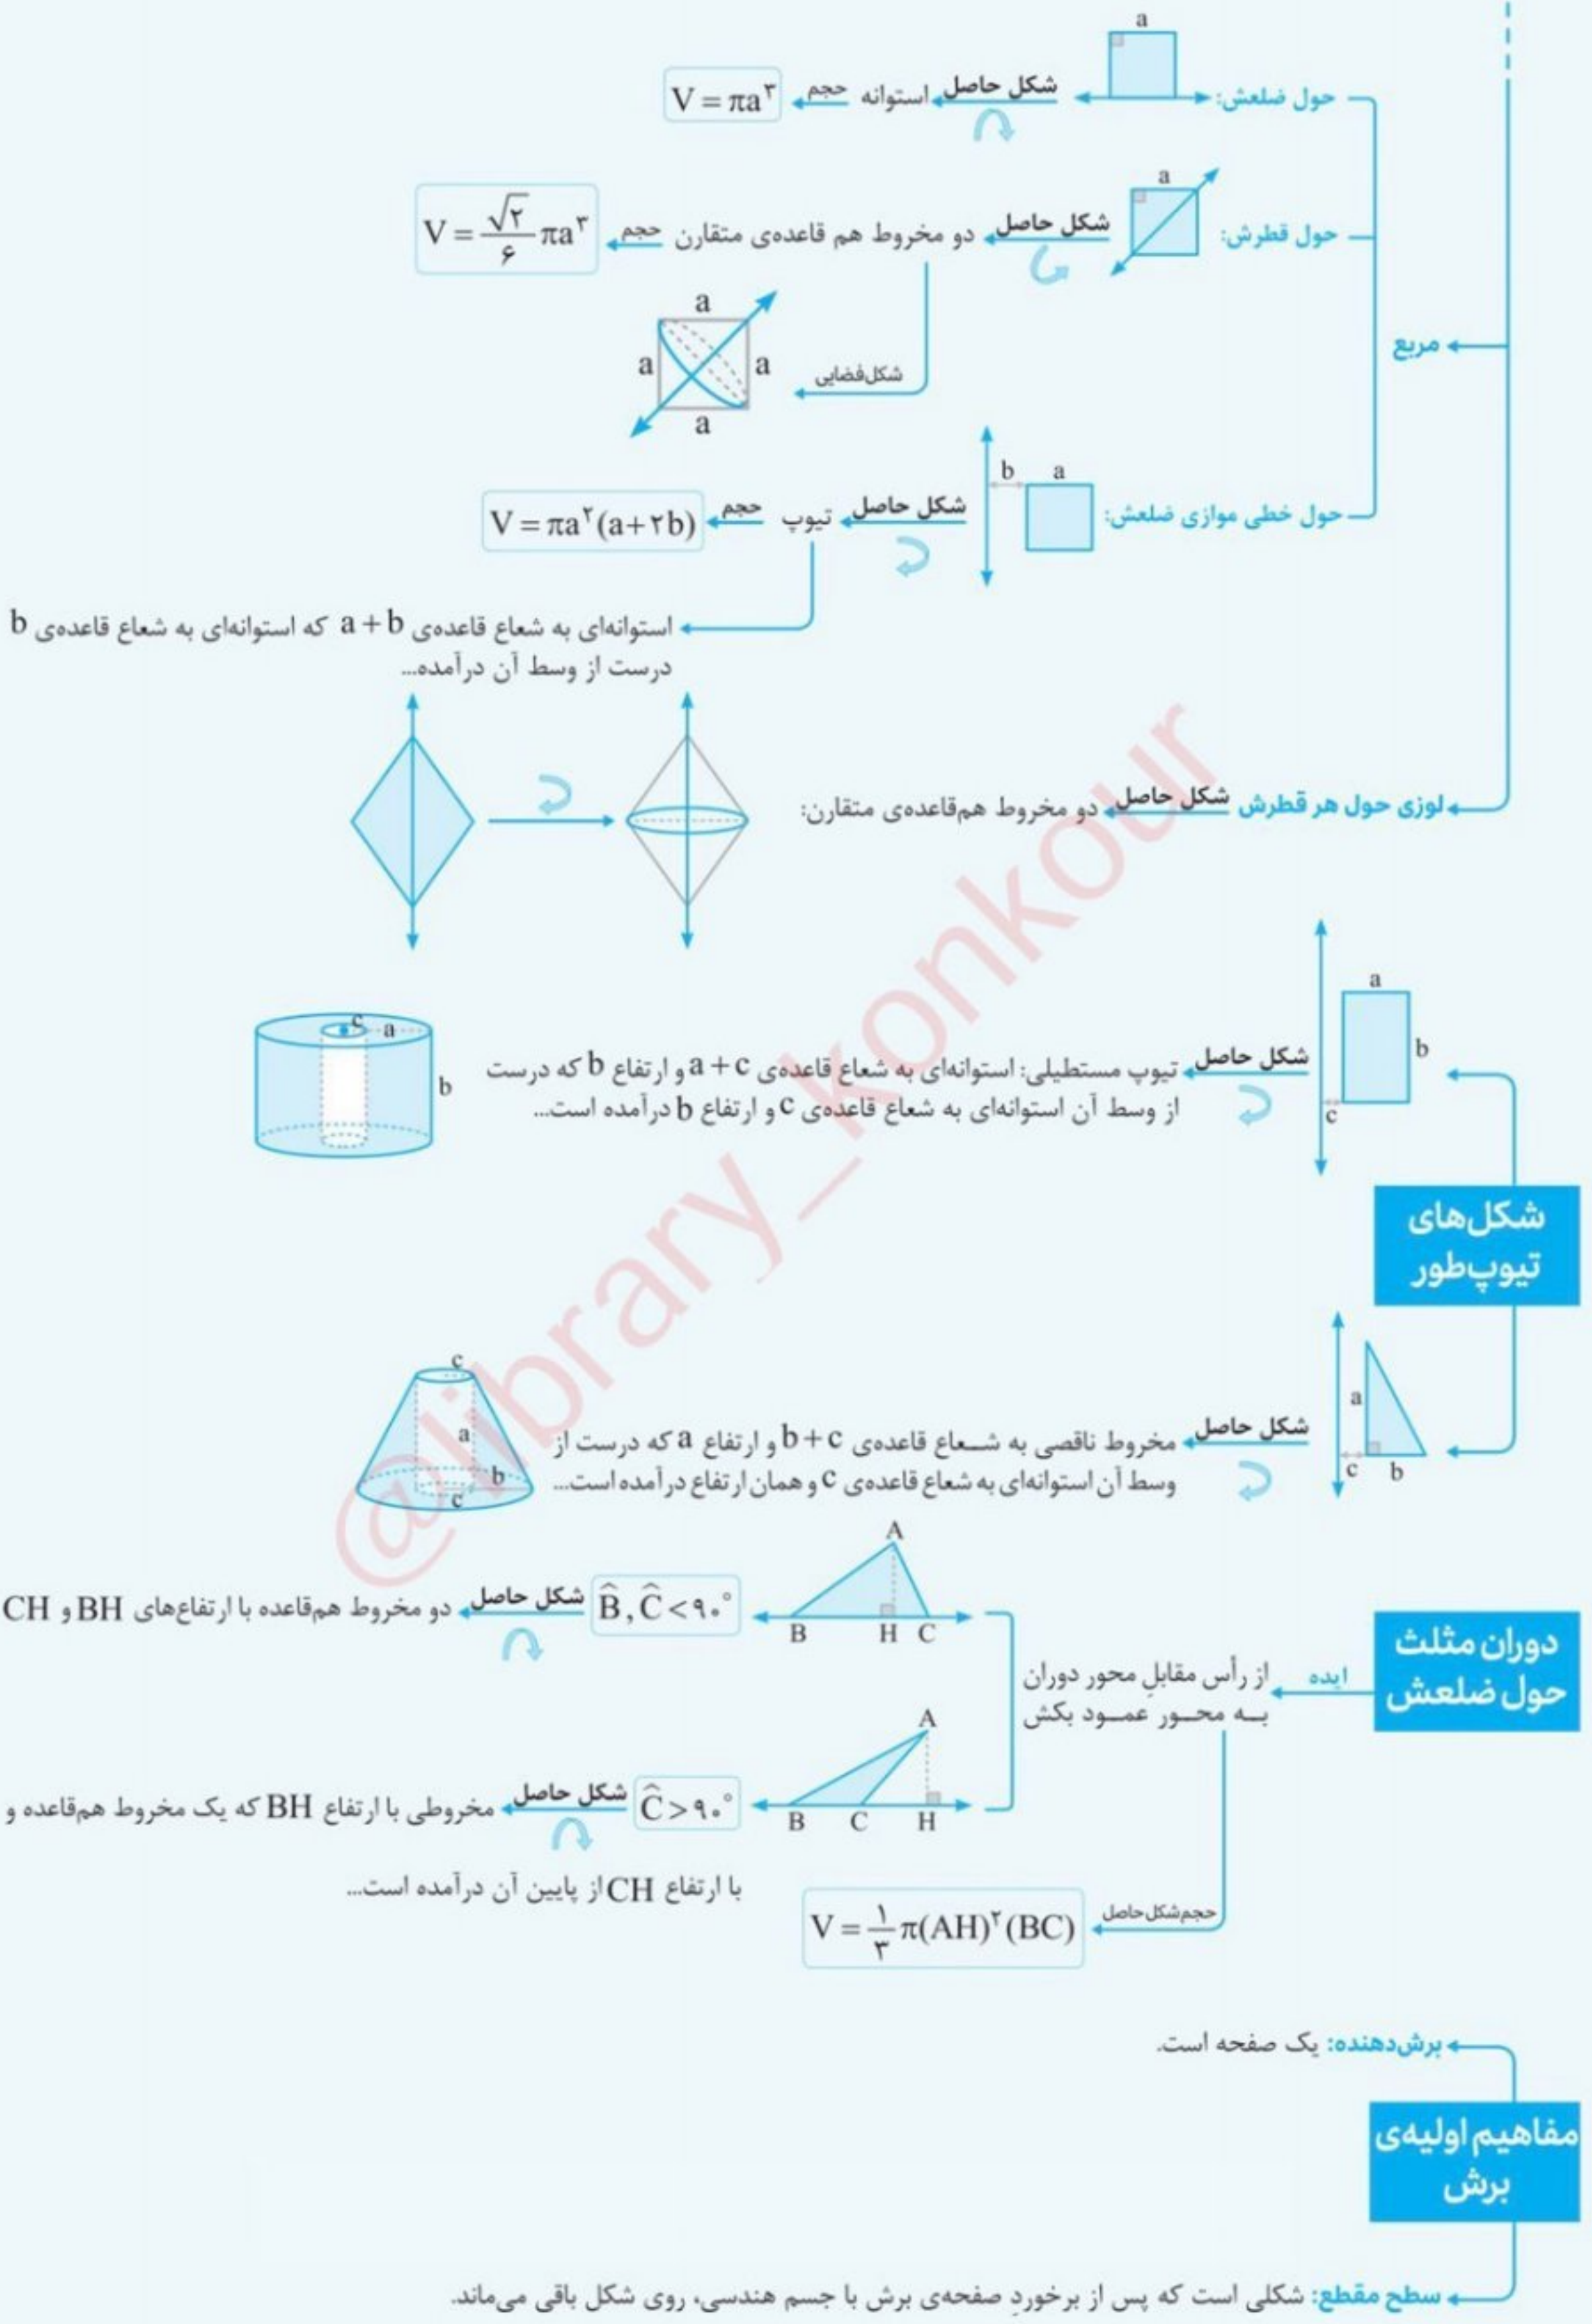 a
حول ضلعش: شکل حاصل استوانه حجم V = πa³
a
حول قطرش: شکل حاصل دو مخروط هم قاعده‌ی متقارن حجم V = √۲/۶ πa³
a
a a
شکل فضایی
a
مربع
b a
حول خطی موازی ضلعش: شکل حاصل تیوپ حجم V = πa²(a+۲b)
استوانه‌ای به شعاع قاعده‌ی a+b که استوانه‌ای به شعاع قاعده‌ی b
درست از وسط آن درآمده...
لوزی حول هر قطرش شکل حاصل دو مخروط هم‌قاعده‌ی متقارن:
a
b
c
شکل حاصل تیوپ مستطیلی: استوانه‌ای به شعاع قاعده‌ی a+c و ارتفاع b که درست
از وسط آن استوانه‌ای به شعاع قاعده‌ی c و ارتفاع b درآمده است...
c a
b
شکل‌های
تیوپ‌طور
a
c b
شکل حاصل مخروط ناقصی به شعاع قاعده‌ی b+c و ارتفاع a که درست از
وسط آن استوانه‌ای به شعاع قاعده‌ی c و همان ارتفاع درآمده است...
c
a
b
c
دوران مثلث
حول ضلعش
ایده
از رأس مقابلِ محور دوران
به محور عمود بکش
A
B H C
B̂, Ĉ < ۹۰° شکل حاصل دو مخروط هم‌قاعده با ارتفاع‌های BH و CH
A
B C H
Ĉ > ۹۰° شکل حاصل مخروطی با ارتفاع BH که یک مخروط هم‌قاعده و
با ارتفاع CH از پایین آن درآمده است...
حجم شکل حاصل V = ۱/۳ π(AH)²(BC)
برش‌دهنده: یک صفحه است.
مفاهیم اولیه‌ی
برش
سطح مقطع: شکلی است که پس از برخوردِ صفحه‌ی برش با جسم هندسی، روی شکل باقی می‌ماند.
@library_konkour